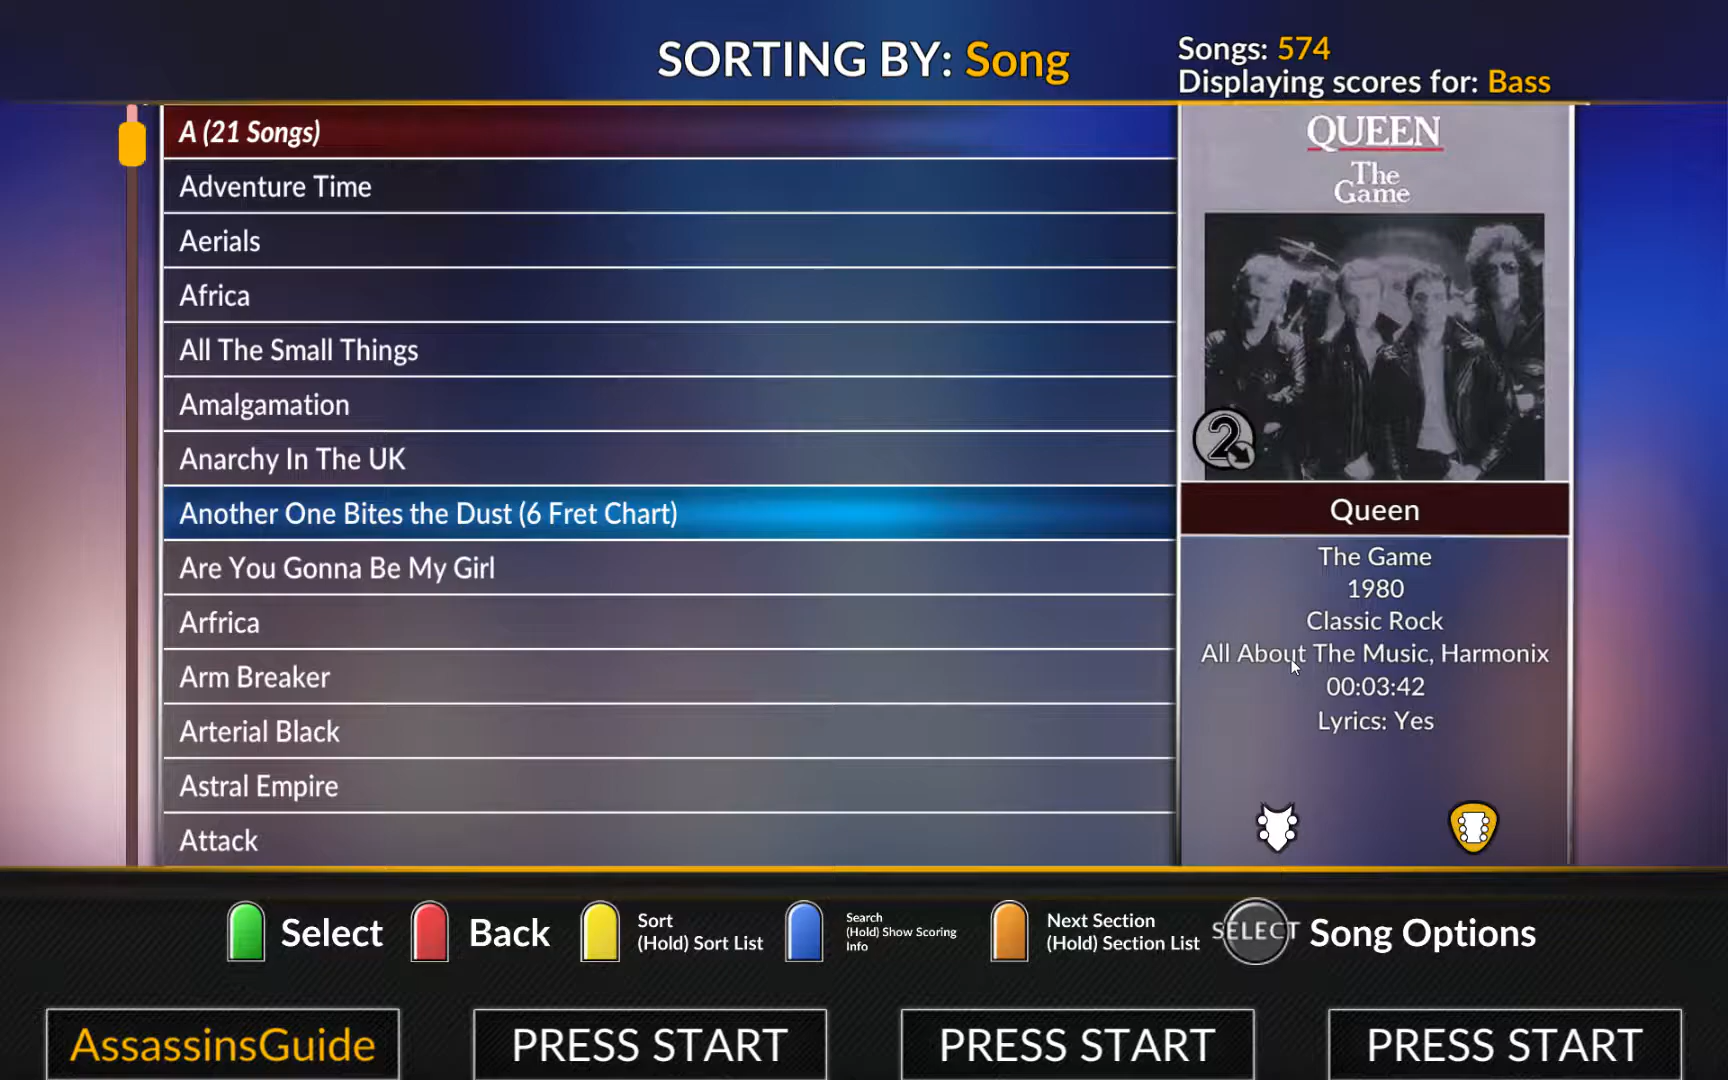 SORTING BY: Song
Songs: 574
Displaying scores for: Bass
A (21 Songs)
Adventure Time
Aerials
Africa
All The Small Things
Amalgamation
Anarchy In The UK
Another One Bites the Dust (6 Fret Chart)
Are You Gonna Be My Girl
Arfrica
Arm Breaker
Arterial Black
Astral Empire
Attack
QUEEN
The
Game
2
Queen
The Game
1980
Classic Rock
All About The Music, Harmonix
00:03:42
Lyrics: Yes
Select
Back
Sort
(Hold) Sort List
Search
(Hold) Show Scoring
Info
Next Section
(Hold) Section List
SELECT
Song Options
AssassinsGuide
PRESS START
PRESS START
PRESS START